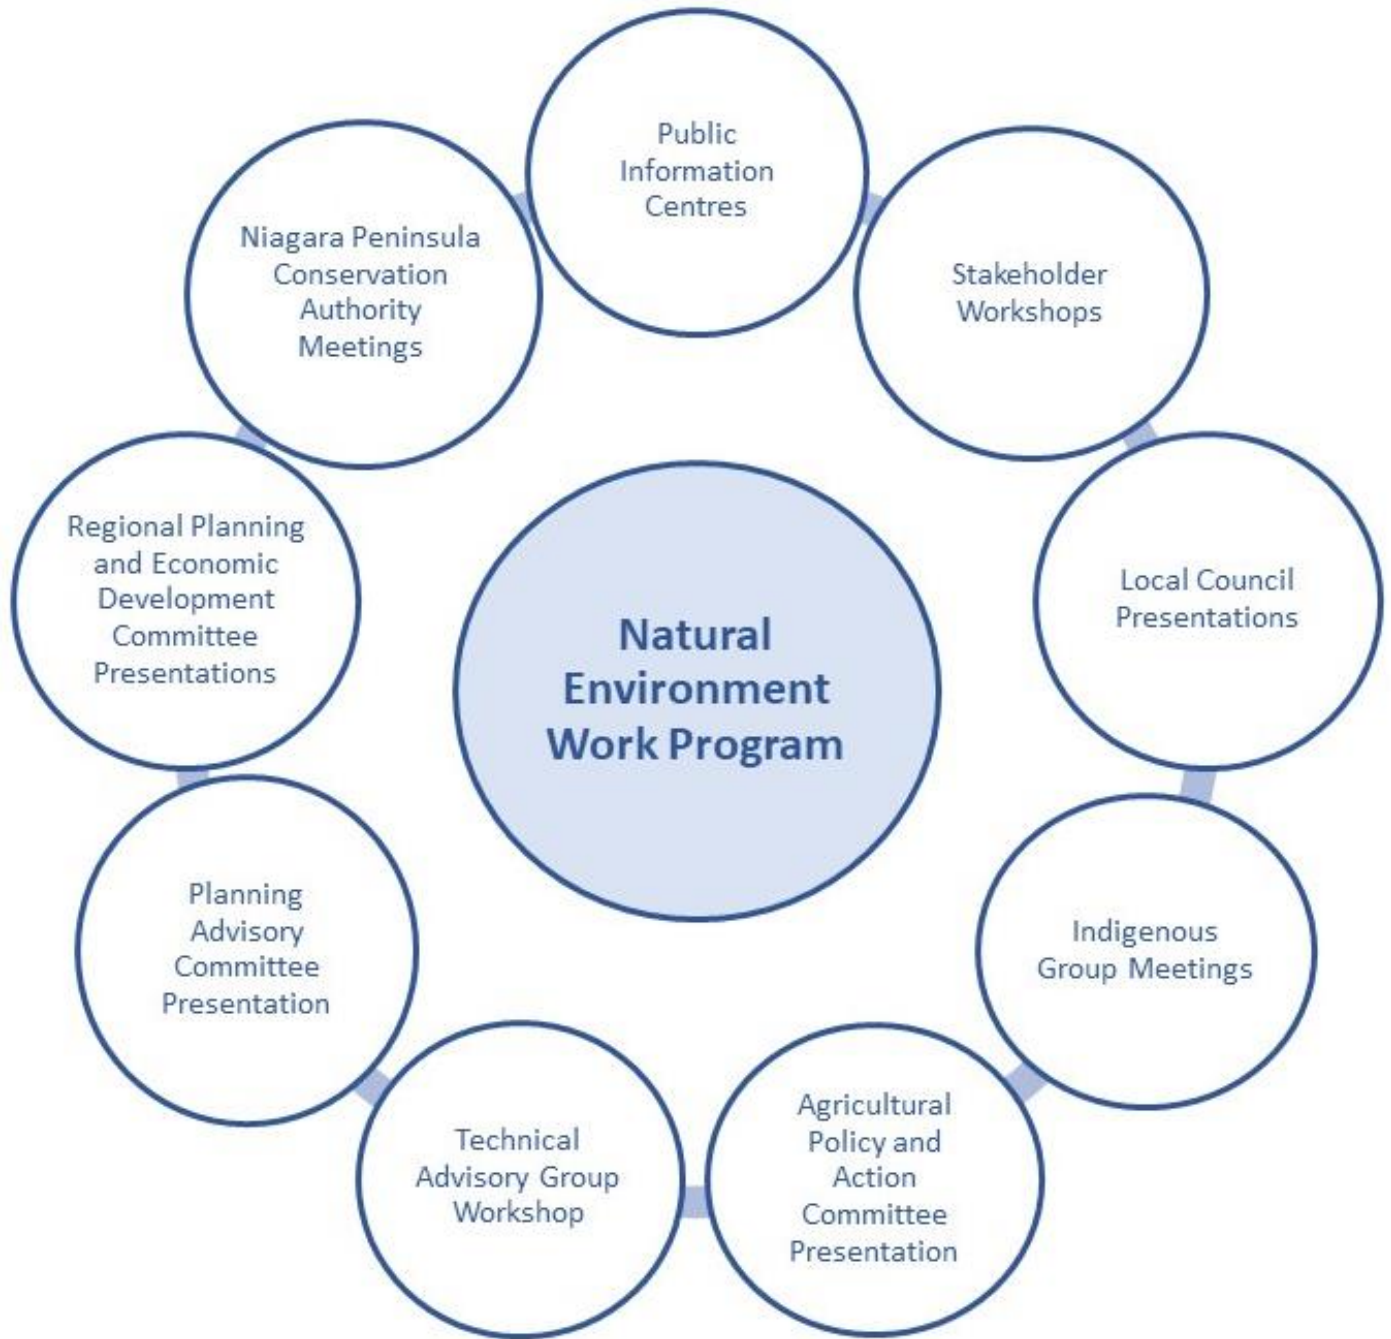 Public
Information
Centres
Stakeholder
Workshops
Local Council
Presentations
Indigenous
Group Meetings
Agricultural
Policy and
Action
Committee
Presentation
Technical
Advisory Group
Workshop
Planning
Advisory
Committee
Presentation
Regional Planning
and Economic
Development
Committee
Presentations
Niagara Peninsula
Conservation
Authority
Meetings
Natural
Environment
Work Program